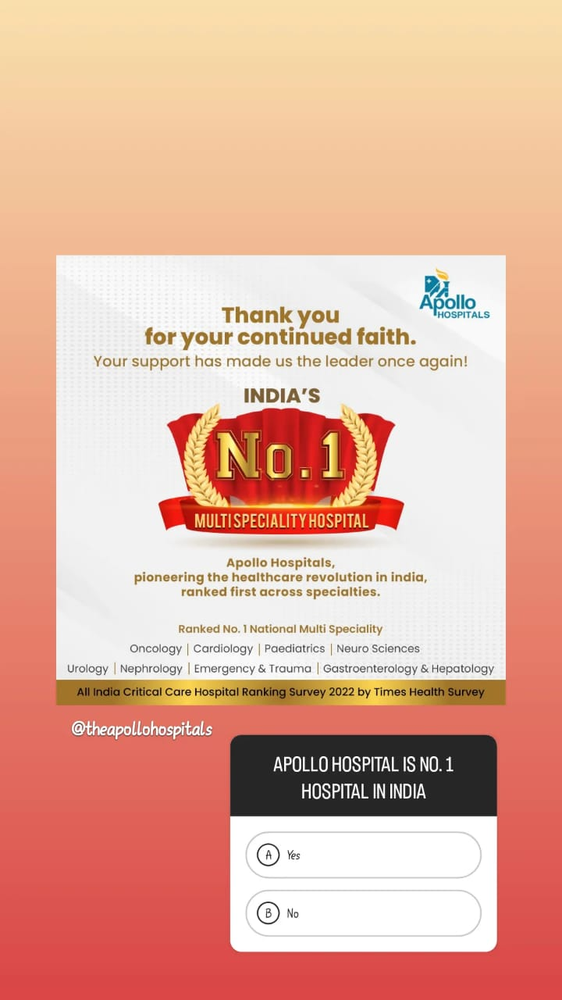 Apollo
HOSPITALS
Thank you
for your continued faith.
Your support has made us the leader once again!
INDIA'S
No.1
MULTI SPECIALITY HOSPITAL
Apollo Hospitals,
pioneering the healthcare revolution in india,
ranked first across specialties.
Ranked No. 1 National Multi Speciality
Oncology | Cardiology | Paediatrics | Neuro Sciences
Urology | Nephrology | Emergency & Trauma | Gastroenterology & Hepatology
All India Critical Care Hospital Ranking Survey 2022 by Times Health Survey
@theapollohospitals
APOLLO HOSPITAL IS NO. 1
HOSPITAL IN INDIA
A Yes
B No